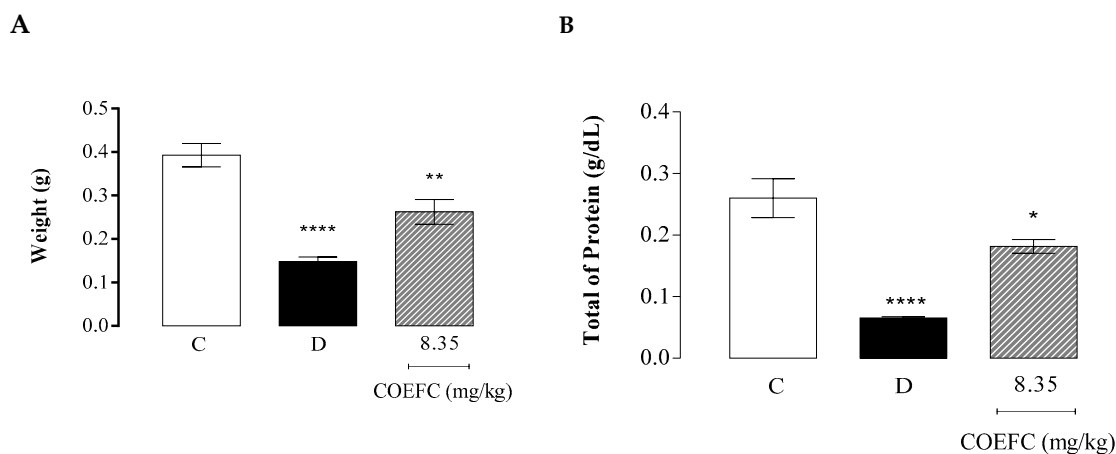 A
B
Weight (g)
0.5
0.4
0.3
0.2
0.1
0.0
****
**
C
D
8.35
COEFC (mg/kg)
Total of Protein (g/dL)
0.4
0.3
0.2
0.1
0.0
****
*
C
D
8.35
COEFC (mg/kg)